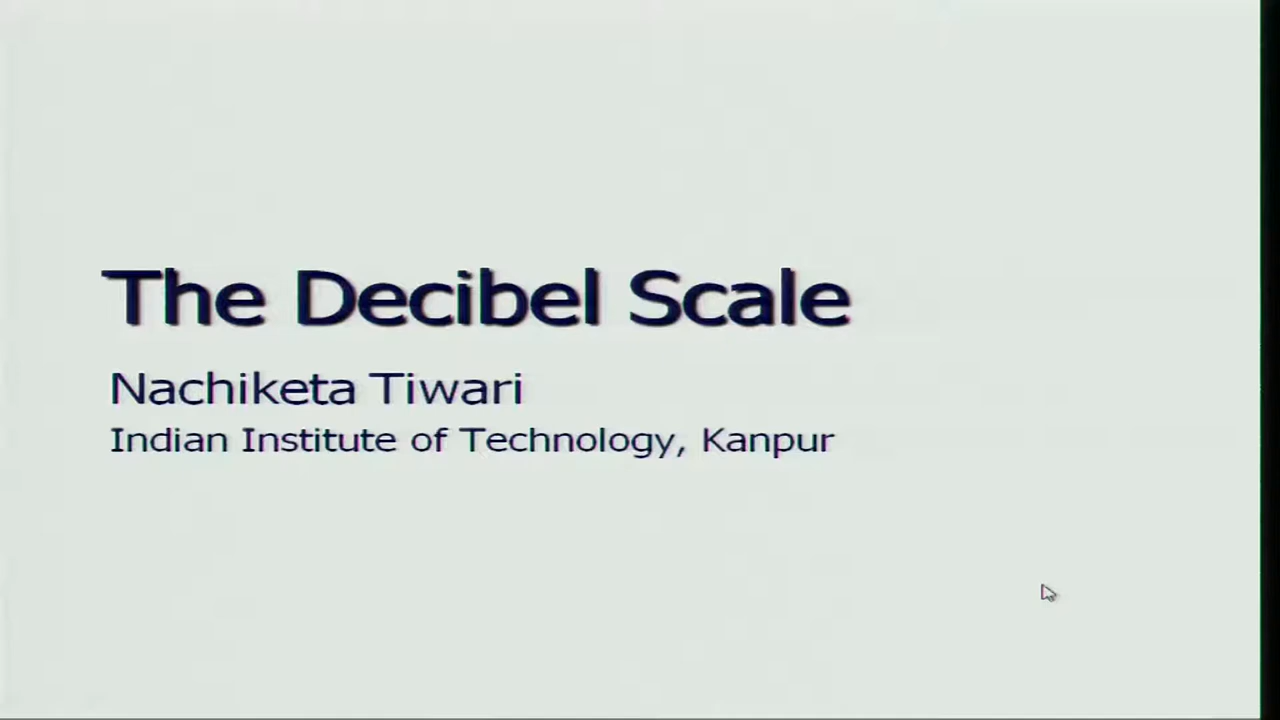 The Decibel Scale
Nachiketa Tiwari
Indian Institute of Technology, Kanpur